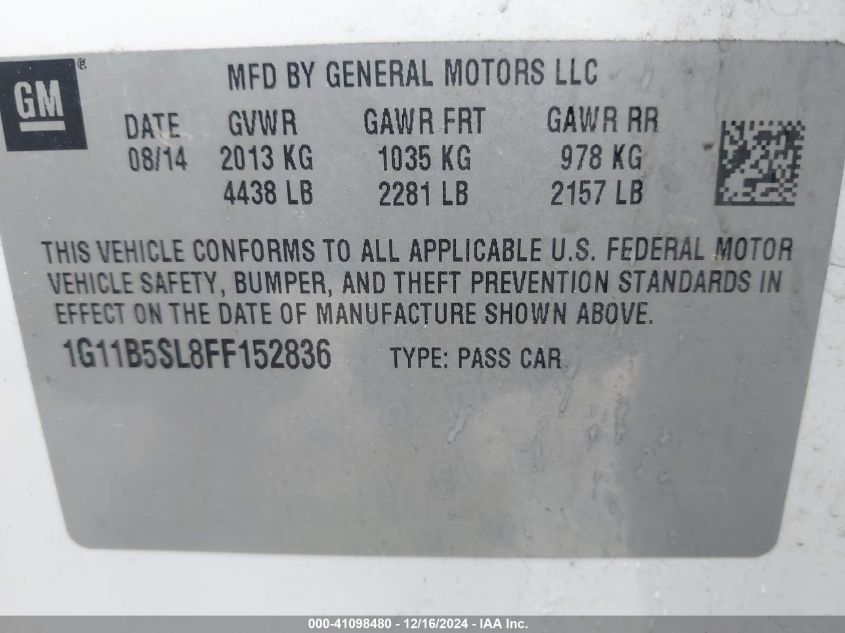 GM®
MFD BY GENERAL MOTORS LLC
DATE GVWR GAWR FRT GAWR RR
08/14 2013 KG 1035 KG 978 KG
4438 LB 2281 LB 2157 LB
THIS VEHICLE CONFORMS TO ALL APPLICABLE U.S. FEDERAL MOTOR
VEHICLE SAFETY, BUMPER, AND THEFT PREVENTION STANDARDS IN
EFFECT ON THE DATE OF MANUFACTURE SHOWN ABOVE.
1G11B5SL8FF152836 TYPE: PASS CAR
000-41098480 - 12/16/2024 - IAA Inc.